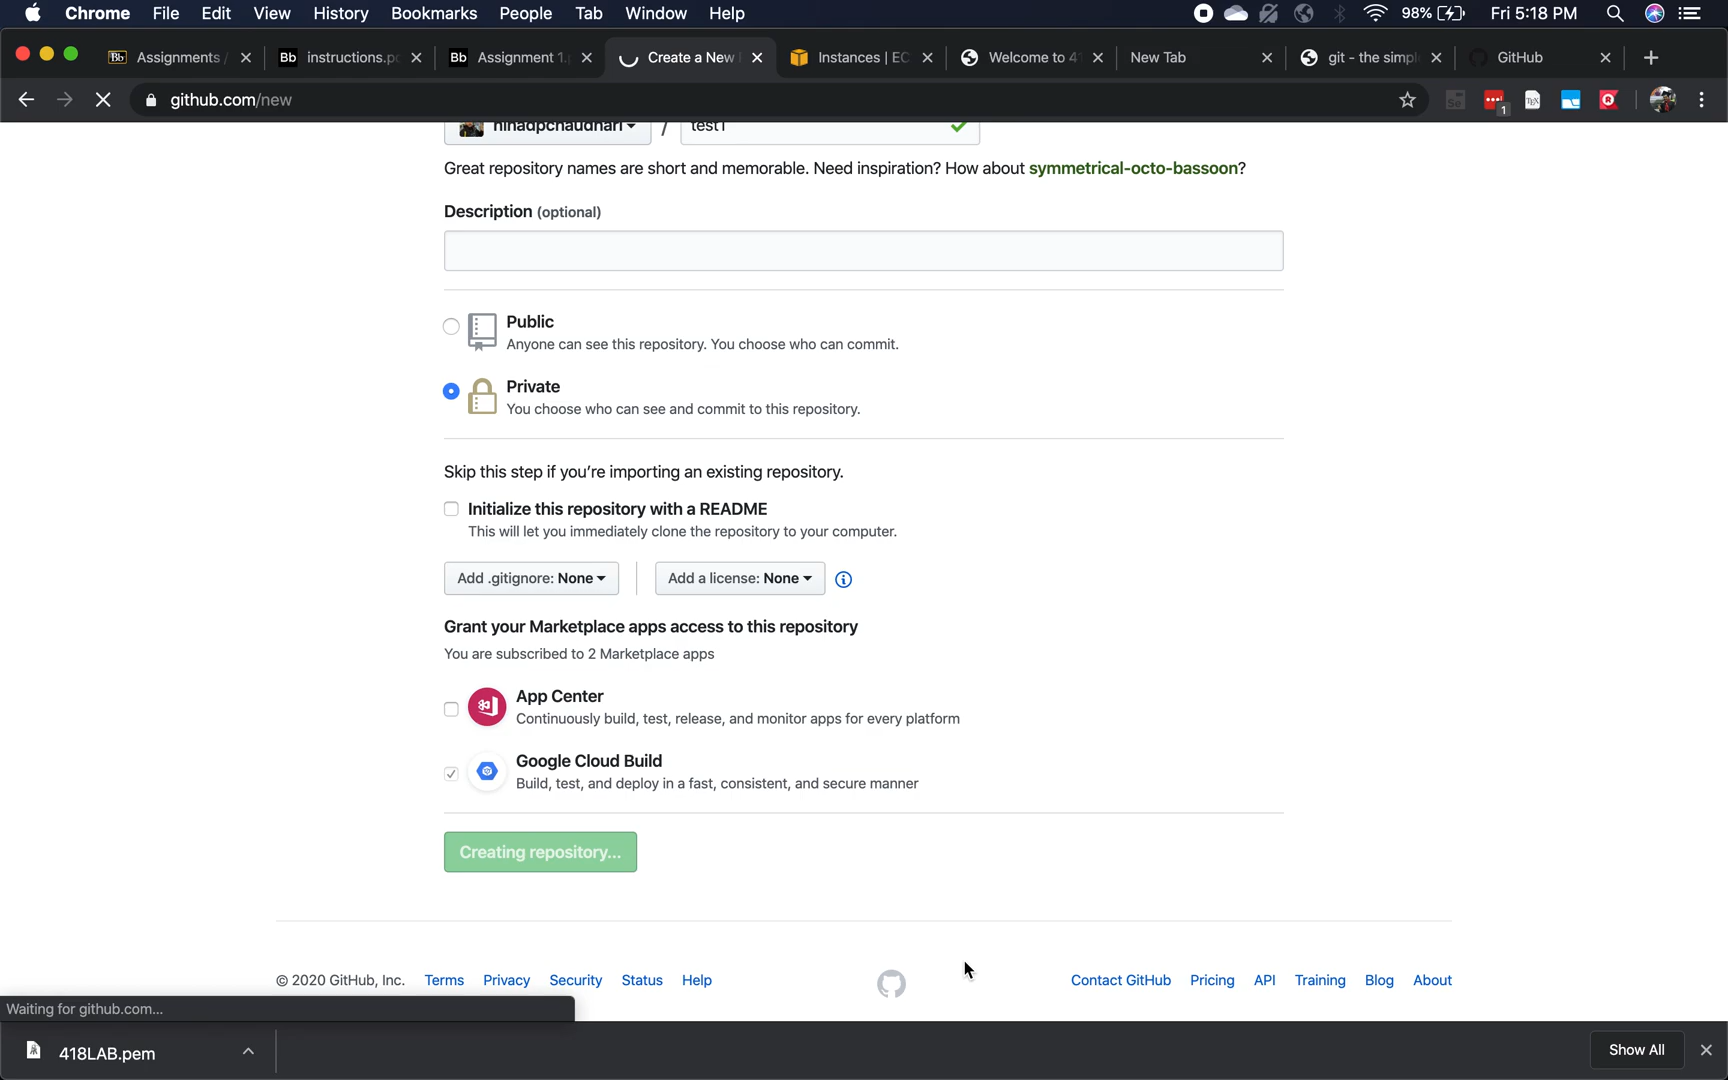 Chrome File Edit View History Bookmarks People Tab Window Help 98% Fri 5:18 PM
Bb Assignments / Bb instructions.pd Bb Assignment 1. Create a New Instances | EC Welcome to 41 New Tab git - the simpl GitHub
github.com/new 1
ninadpchaudhari / test1
Great repository names are short and memorable. Need inspiration? How about symmetrical-octo-bassoon?
Description (optional)
Public
Anyone can see this repository. You choose who can commit.
Private
You choose who can see and commit to this repository.
Skip this step if you're importing an existing repository.
Initialize this repository with a README
This will let you immediately clone the repository to your computer.
Add .gitignore: None Add a license: None
Grant your Marketplace apps access to this repository
You are subscribed to 2 Marketplace apps
App Center
Continuously build, test, release, and monitor apps for every platform
Google Cloud Build
Build, test, and deploy in a fast, consistent, and secure manner
Creating repository...
© 2020 GitHub, Inc. Terms Privacy Security Status Help Contact GitHub Pricing API Training Blog About
Waiting for github.com...
418LAB.pem Show All